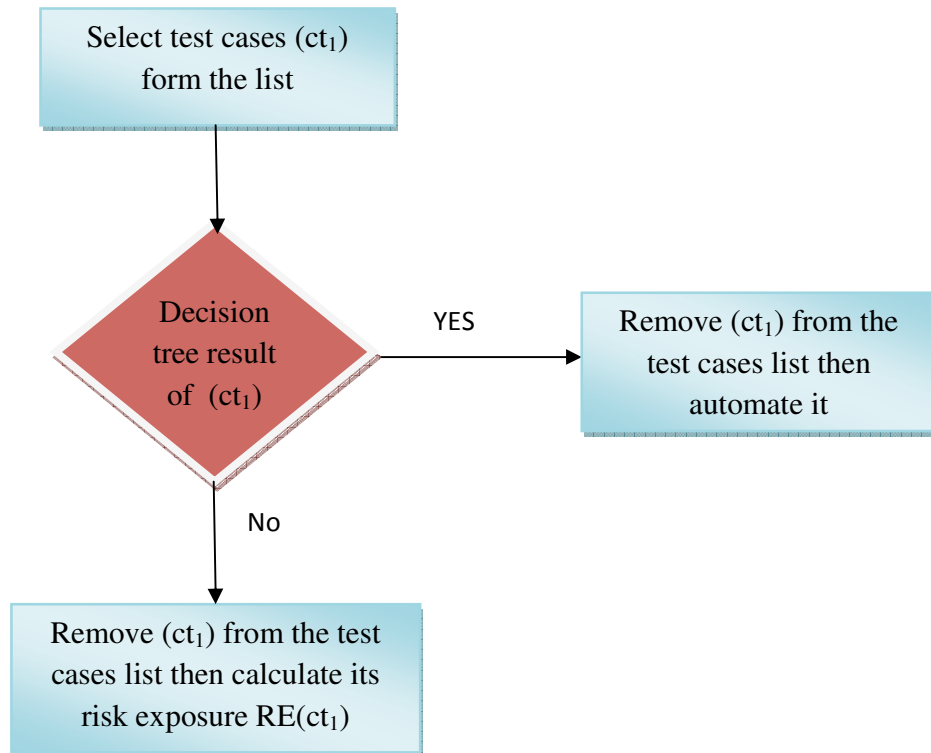 Select test cases (ct₁)
form the list
Decision
tree result
of (ct₁)
YES
Remove (ct₁) from the
test cases list then
automate it
No
Remove (ct₁) from the test
cases list then calculate its
risk exposure RE(ct₁)